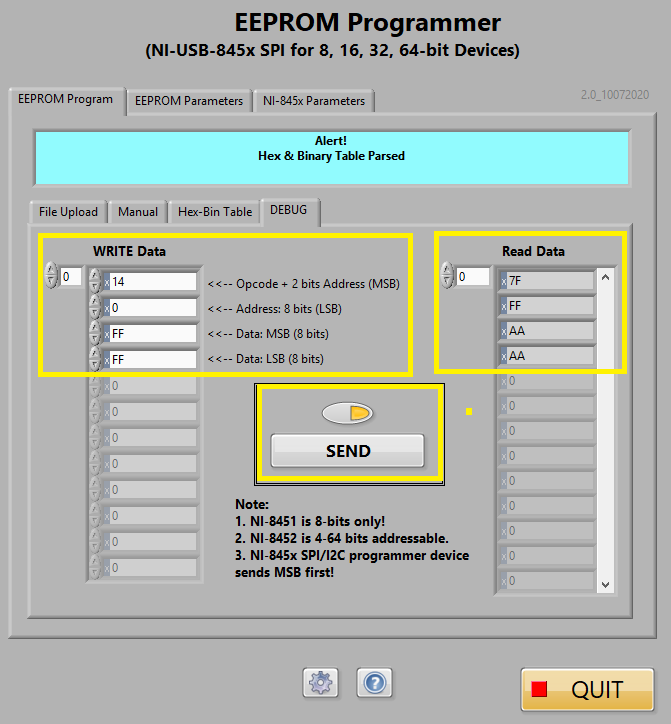 EEPROM Programmer
(NI-USB-845x SPI for 8, 16, 32, 64-bit Devices)
EEPROM Program
EEPROM Parameters
NI-845x Parameters
2.0_10072020
Alert!
Hex & Binary Table Parsed
File Upload
Manual
Hex-Bin Table
DEBUG
WRITE Data
0
x 14 <<-- Opcode + 2 bits Address (MSB)
x 0 <<-- Address: 8 bits (LSB)
x FF <<-- Data: MSB (8 bits)
x FF <<-- Data: LSB (8 bits)
x 0
x 0
x 0
x 0
x 0
x 0
x 0
x 0
Read Data
0
x 7F
x FF
x AA
x AA
x 0
x 0
x 0
x 0
x 0
x 0
x 0
x 0
x 0
SEND
Note:
1. NI-8451 is 8-bits only!
2. NI-8452 is 4-64 bits addressable.
3. NI-845x SPI/I2C programmer device
sends MSB first!
?
QUIT